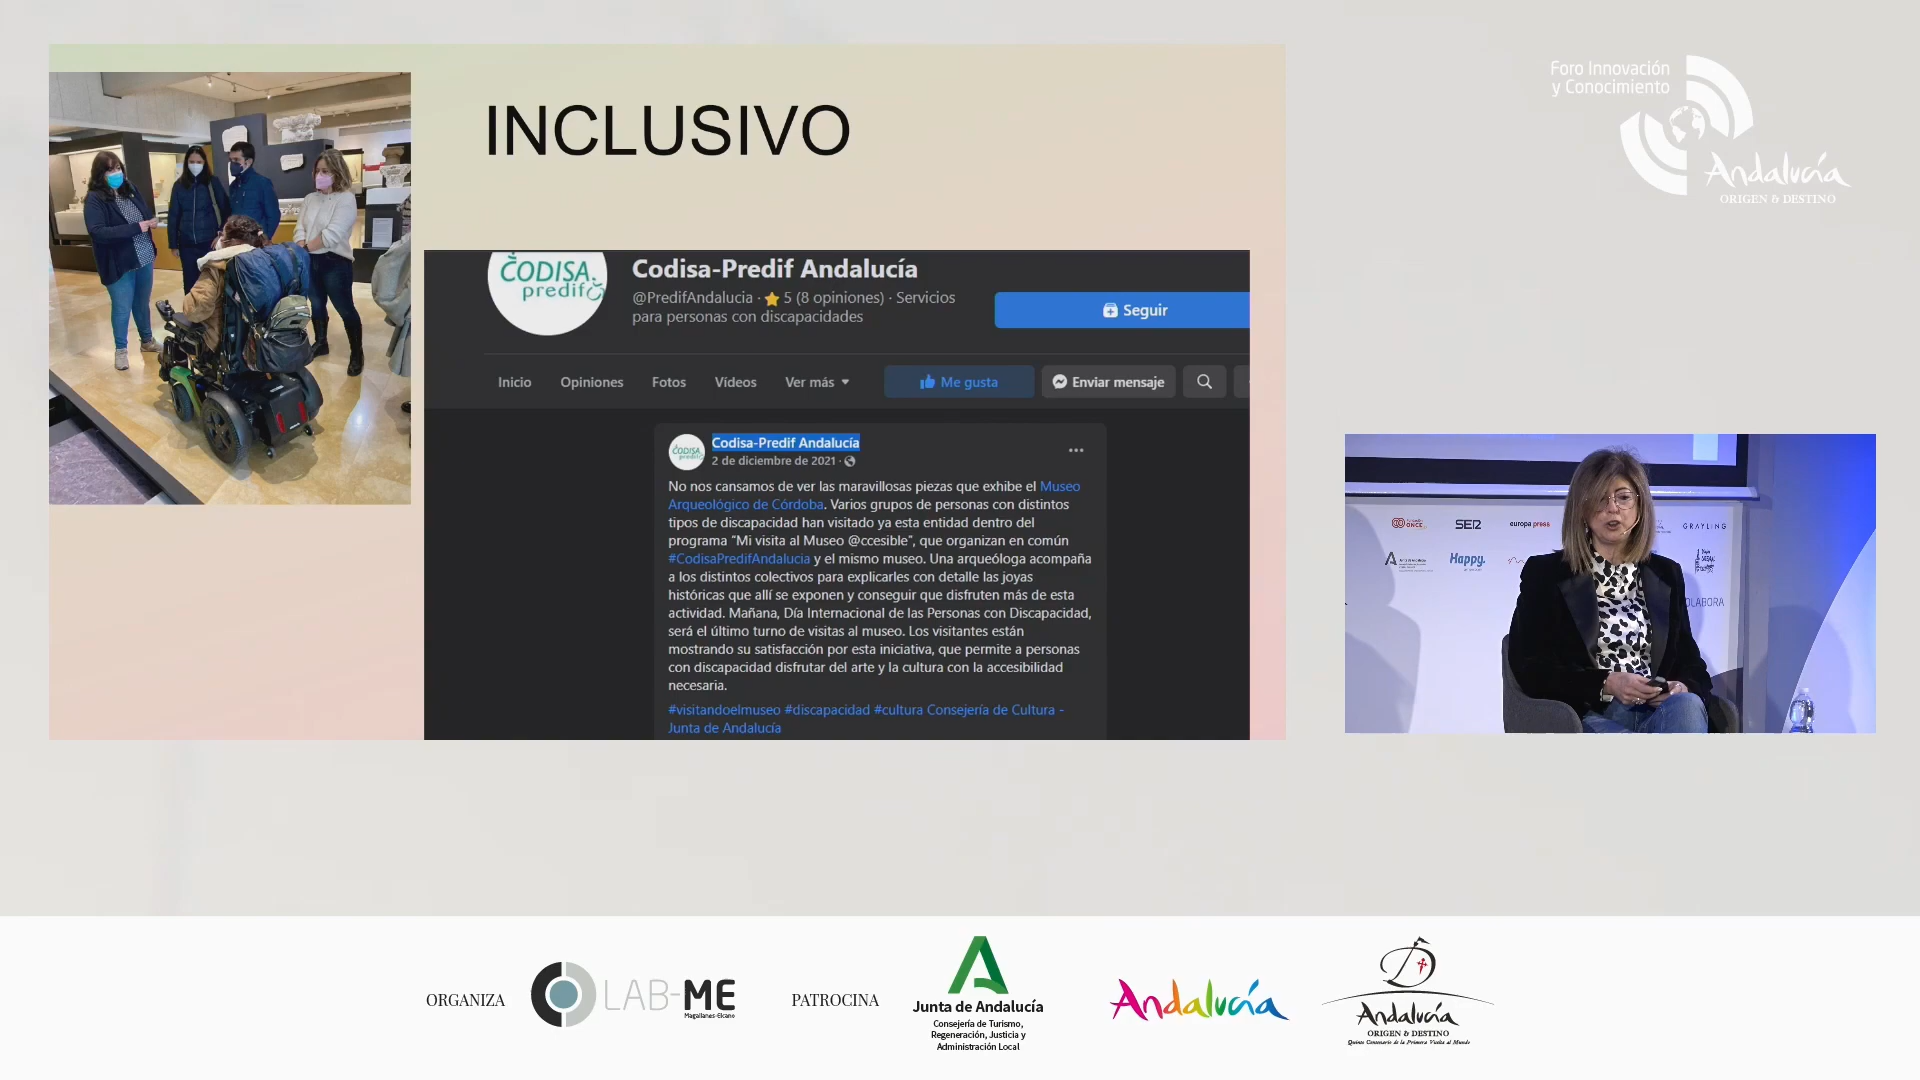 Foro Innovación
y Conocimiento
Andalucía
ORIGEN & DESTINO
INCLUSIVO
CODISA
predif
Codisa-Predif Andalucía
@PredifAndalucia · 5 (8 opiniones) · Servicios
para personas con discapacidades
Seguir
Inicio
Opiniones
Fotos
Vídeos
Ver más
Me gusta
Enviar mensaje
Codisa-Predif Andalucía
2 de diciembre de 2021 ·
No nos cansamos de ver las maravillosas piezas que exhibe el Museo
Arqueológico de Córdoba. Varios grupos de personas con distintos
tipos de discapacidad han visitado ya esta entidad dentro del
programa "Mi visita al Museo @ccesible", que organizan en común
#CodisaPredifAndalucia y el mismo museo. Una arqueóloga acompaña
a los distintos colectivos para explicarles con detalle las joyas
históricas que allí se exponen y conseguir que disfruten más de esta
actividad. Mañana, Día Internacional de las Personas con Discapacidad,
será el último turno de visitas al museo. Los visitantes están
mostrando su satisfacción por esta iniciativa, que permite a personas
con discapacidad disfrutar del arte y la cultura con la accesibilidad
necesaria.
#visitandoelmuseo #discapacidad #cultura Consejería de Cultura -
Junta de Andalucía
ONCE
SER
europa press
GRAYLING
Happy.
ORGANIZA
LAB-ME
Magallanes-Elcano
PATROCINA
Junta de Andalucía
Consejería de Turismo,
Regeneración, Justicia y
Administración Local
Andalucía
Andalucía
ORIGEN & DESTINO
Quinto Centenario de la Primera Vuelta al Mundo